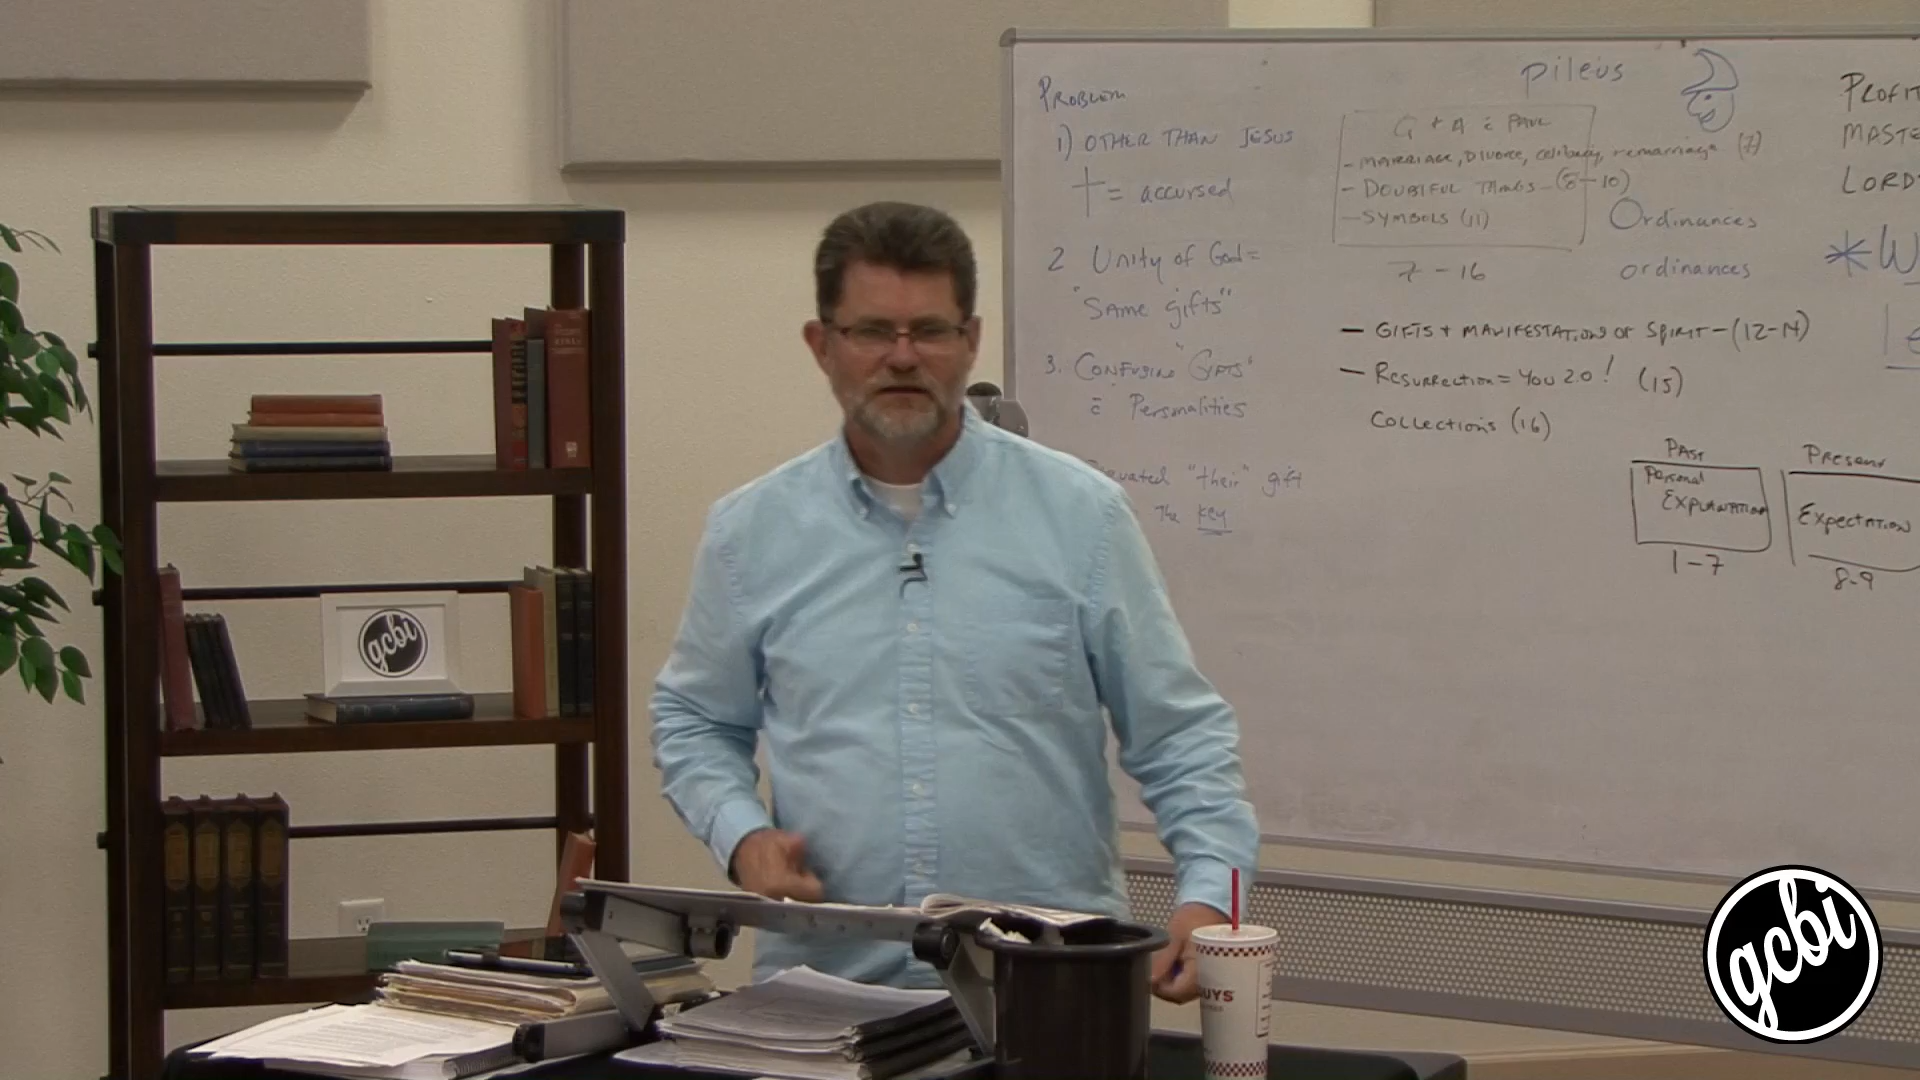 PROBLEM
1) OTHER THAN JESUS
= accursed
2 Unity of God =
"Same gifts"
3. CONFUSING "GIFTS"
c̄ Personalities
"their" gift
the key
pileus
Q + A c̄ PAUL
- MARRIAGE, DIVORCE, celibacy, remarriage (7)
- DOUBTFUL THINGS - (8-10)
- SYMBOLS (11)
7 - 16
Ordinances
ordinances
- GIFTS + MANIFESTATIONS OF SPIRIT - (12-14)
- RESURRECTION = YOU 2.0! (15)
COLLECTIONS (16)
PAST
Personal
EXPLANATION
1-7
PRESENT
Expectation
8-9
PROFIT
MASTE
LORD
*W
gcbi
UYS
gcbi